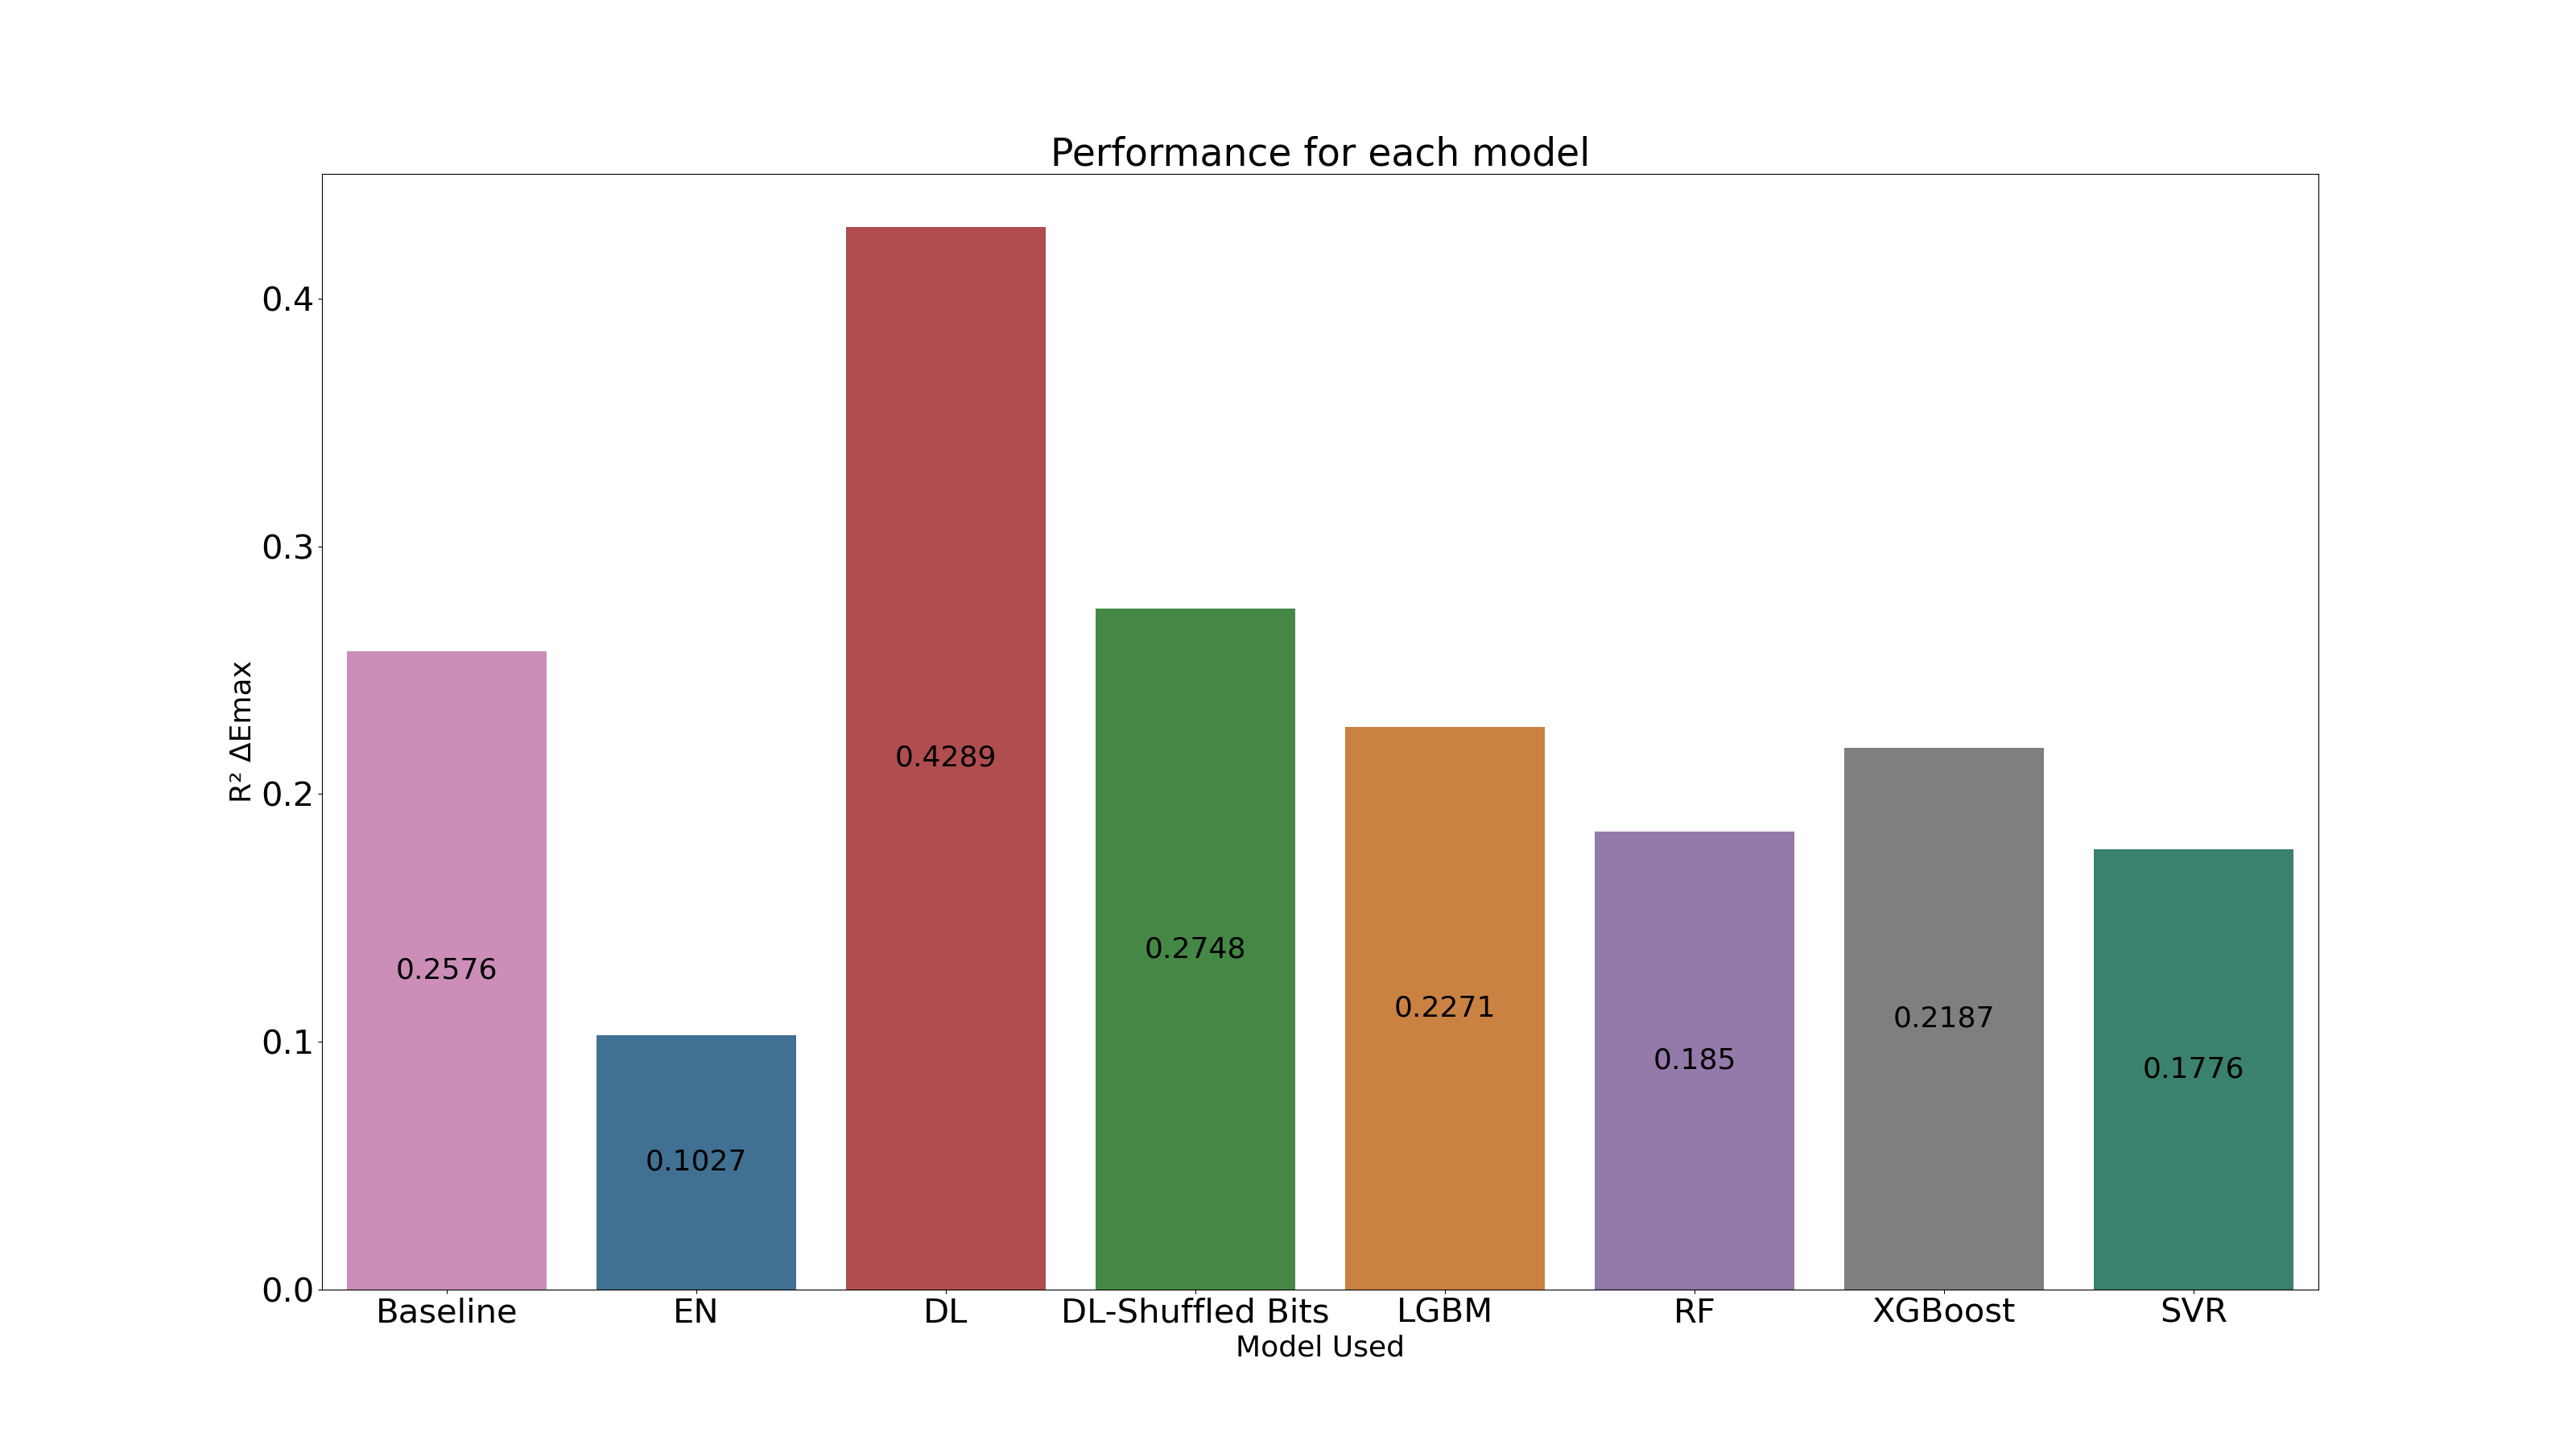 Performance for each model
R² ΔEmax
0.4
0.3
0.2
0.1
0.0
0.2576
0.1027
0.4289
0.2748
0.2271
0.185
0.2187
0.1776
Baseline
EN
DL
DL-Shuffled Bits
LGBM
RF
XGBoost
SVR
Model Used